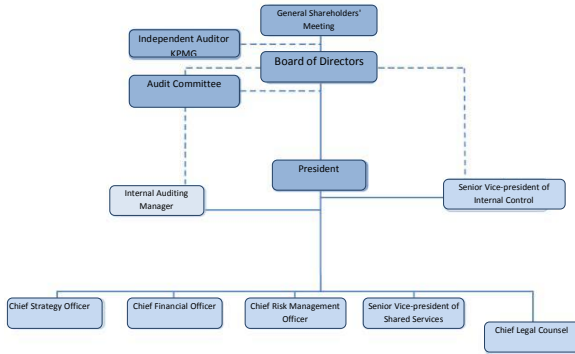 General Shareholders'
Meeting
Independent Auditor
KPMG
Board of Directors
Audit Committee
President
Internal Auditing
Manager
Senior Vice-president of
Internal Control
Chief Strategy Officer
Chief Financial Officer
Chief Risk Management
Officer
Senior Vice-president of
Shared Services
Chief Legal Counsel